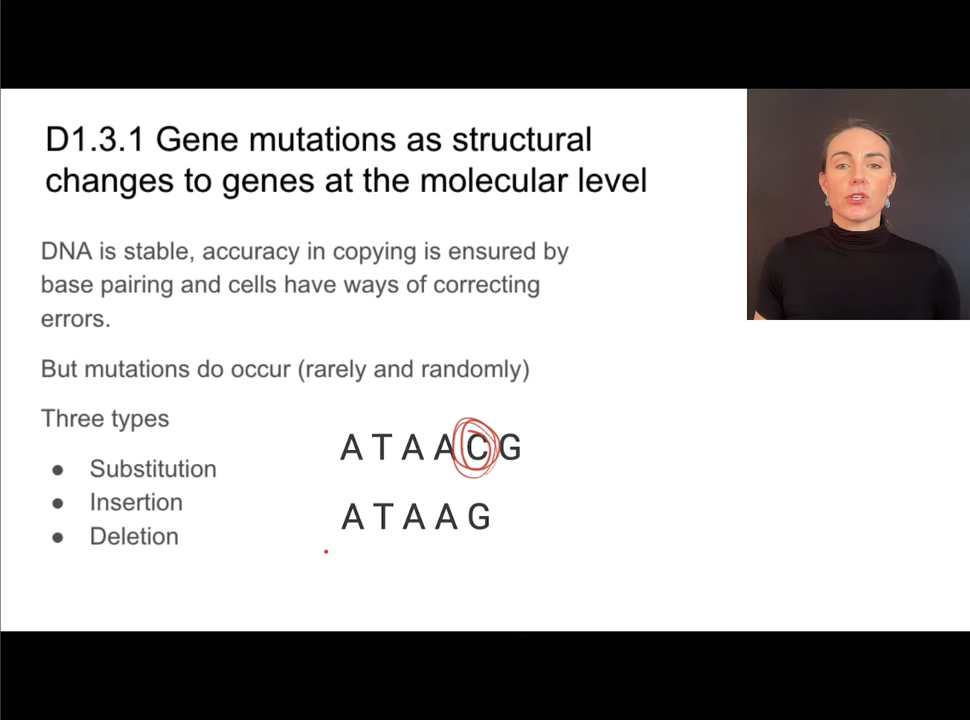 D1.3.1 Gene mutations as structural
changes to genes at the molecular level
DNA is stable, accuracy in copying is ensured by
base pairing and cells have ways of correcting
errors.
But mutations do occur (rarely and randomly)
Three types
● Substitution
● Insertion
● Deletion
A T A A C G
A T A A G